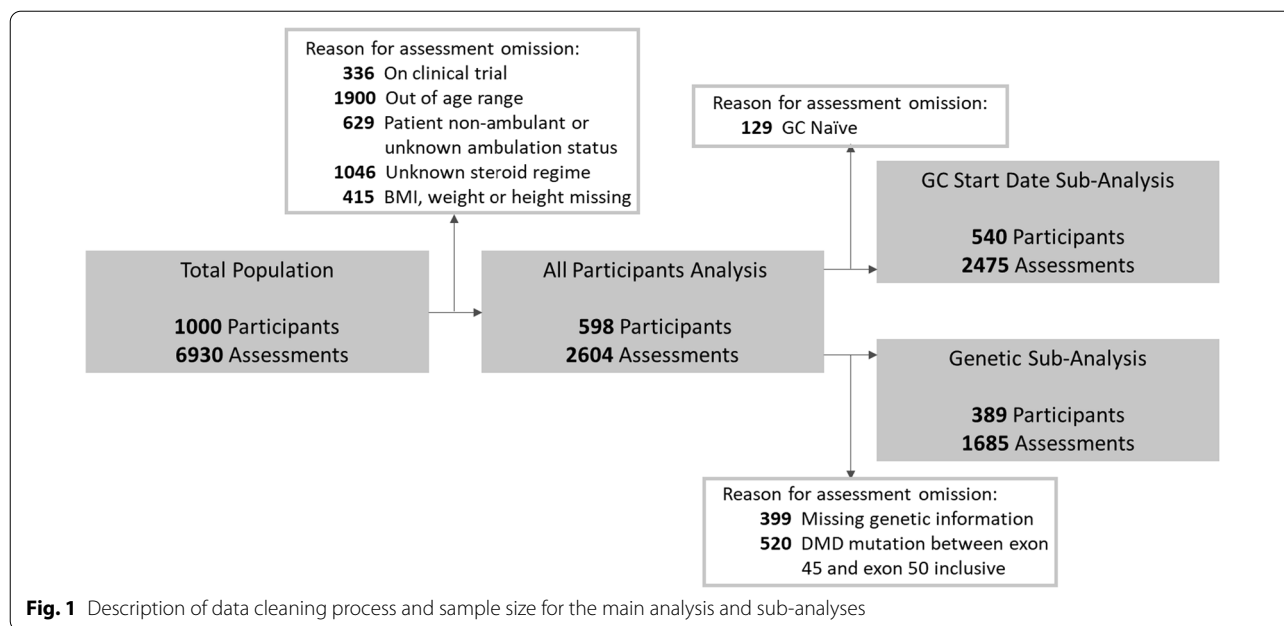 Reason for assessment omission:
336 On clinical trial
1900 Out of age range
629 Patient non-ambulant or
unknown ambulation status
1046 Unknown steroid regime
415 BMI, weight or height missing
Reason for assessment omission:
129 GC Naïve
Total Population
1000 Participants
6930 Assessments
All Participants Analysis
598 Participants
2604 Assessments
GC Start Date Sub-Analysis
540 Participants
2475 Assessments
Genetic Sub-Analysis
389 Participants
1685 Assessments
Reason for assessment omission:
399 Missing genetic information
520 DMD mutation between exon
45 and exon 50 inclusive
Fig. 1 Description of data cleaning process and sample size for the main analysis and sub-analyses